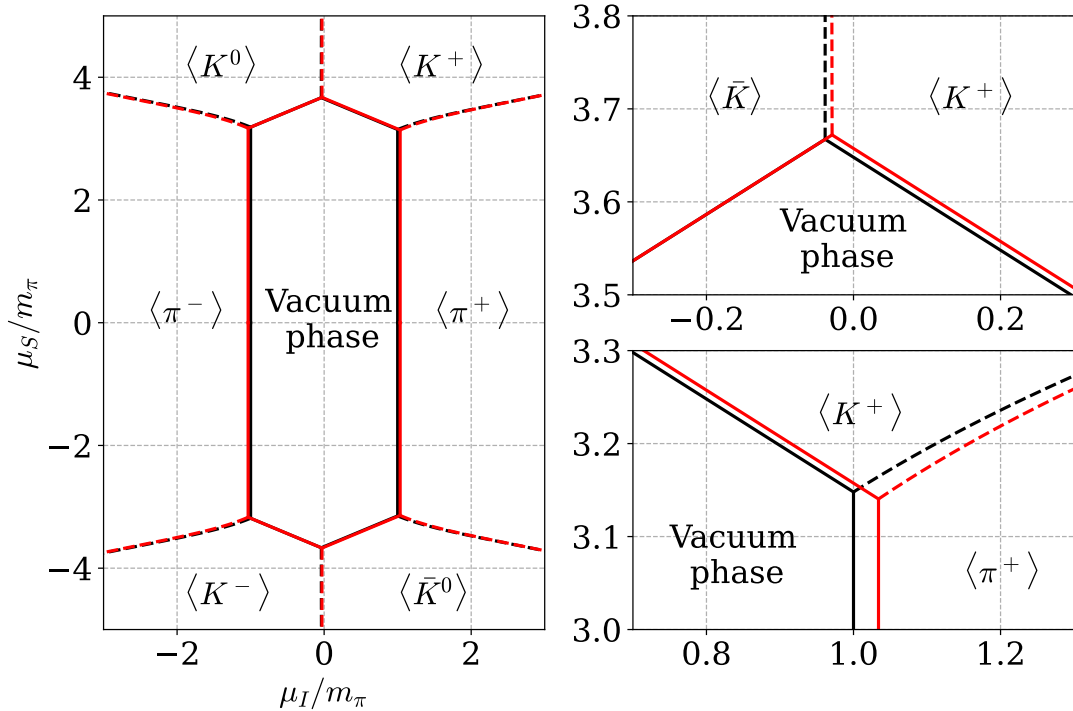 ⟨K⁰⟩
⟨K⁺⟩
⟨π⁻⟩
Vacuum
phase
⟨π⁺⟩
⟨K⁻⟩
⟨K̄⁰⟩
4
2
0
−2
−4
−2
0
2
μ_S/m_π
μ_I/m_π
3.8
3.7
3.6
3.5
⟨K̄⟩
⟨K⁺⟩
Vacuum
phase
−0.2
0.0
0.2
3.3
3.2
3.1
3.0
⟨K⁺⟩
Vacuum
phase
⟨π⁺⟩
0.8
1.0
1.2